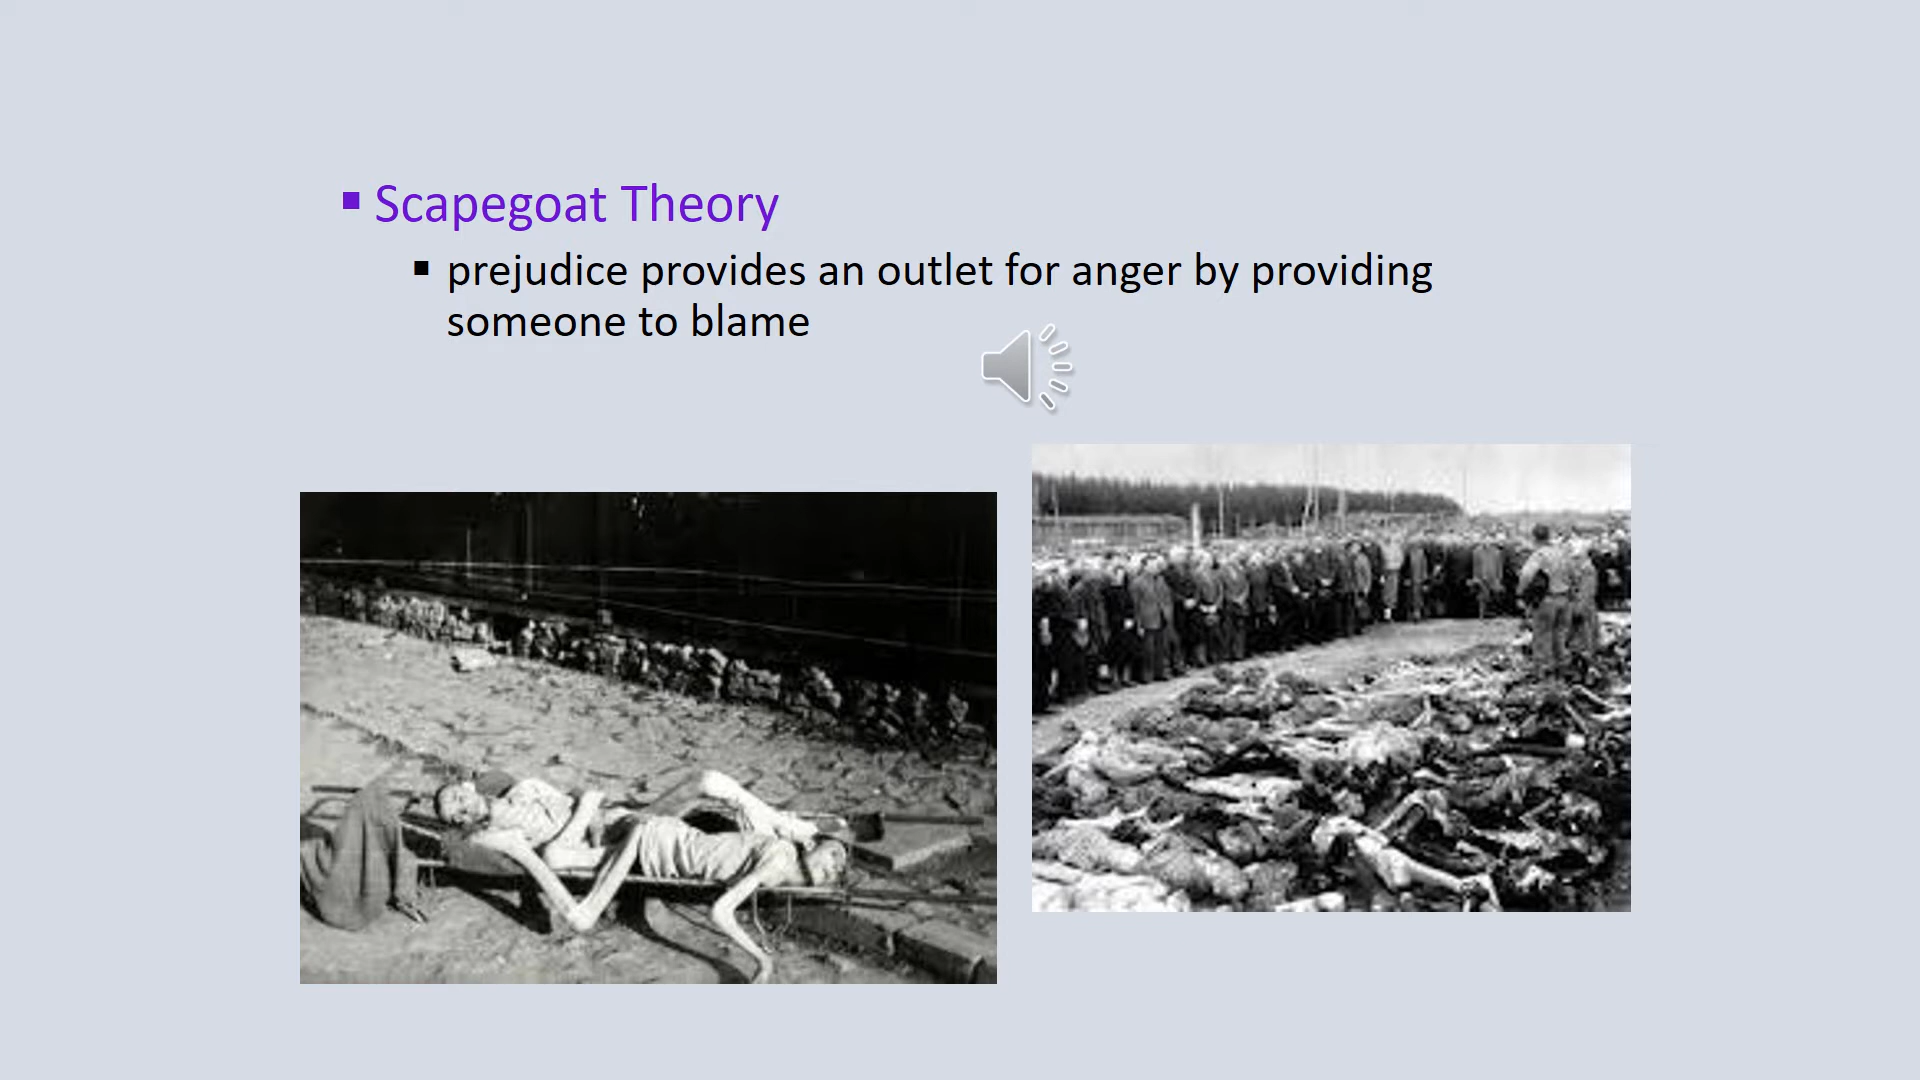 Scapegoat Theory
prejudice provides an outlet for anger by providing
someone to blame